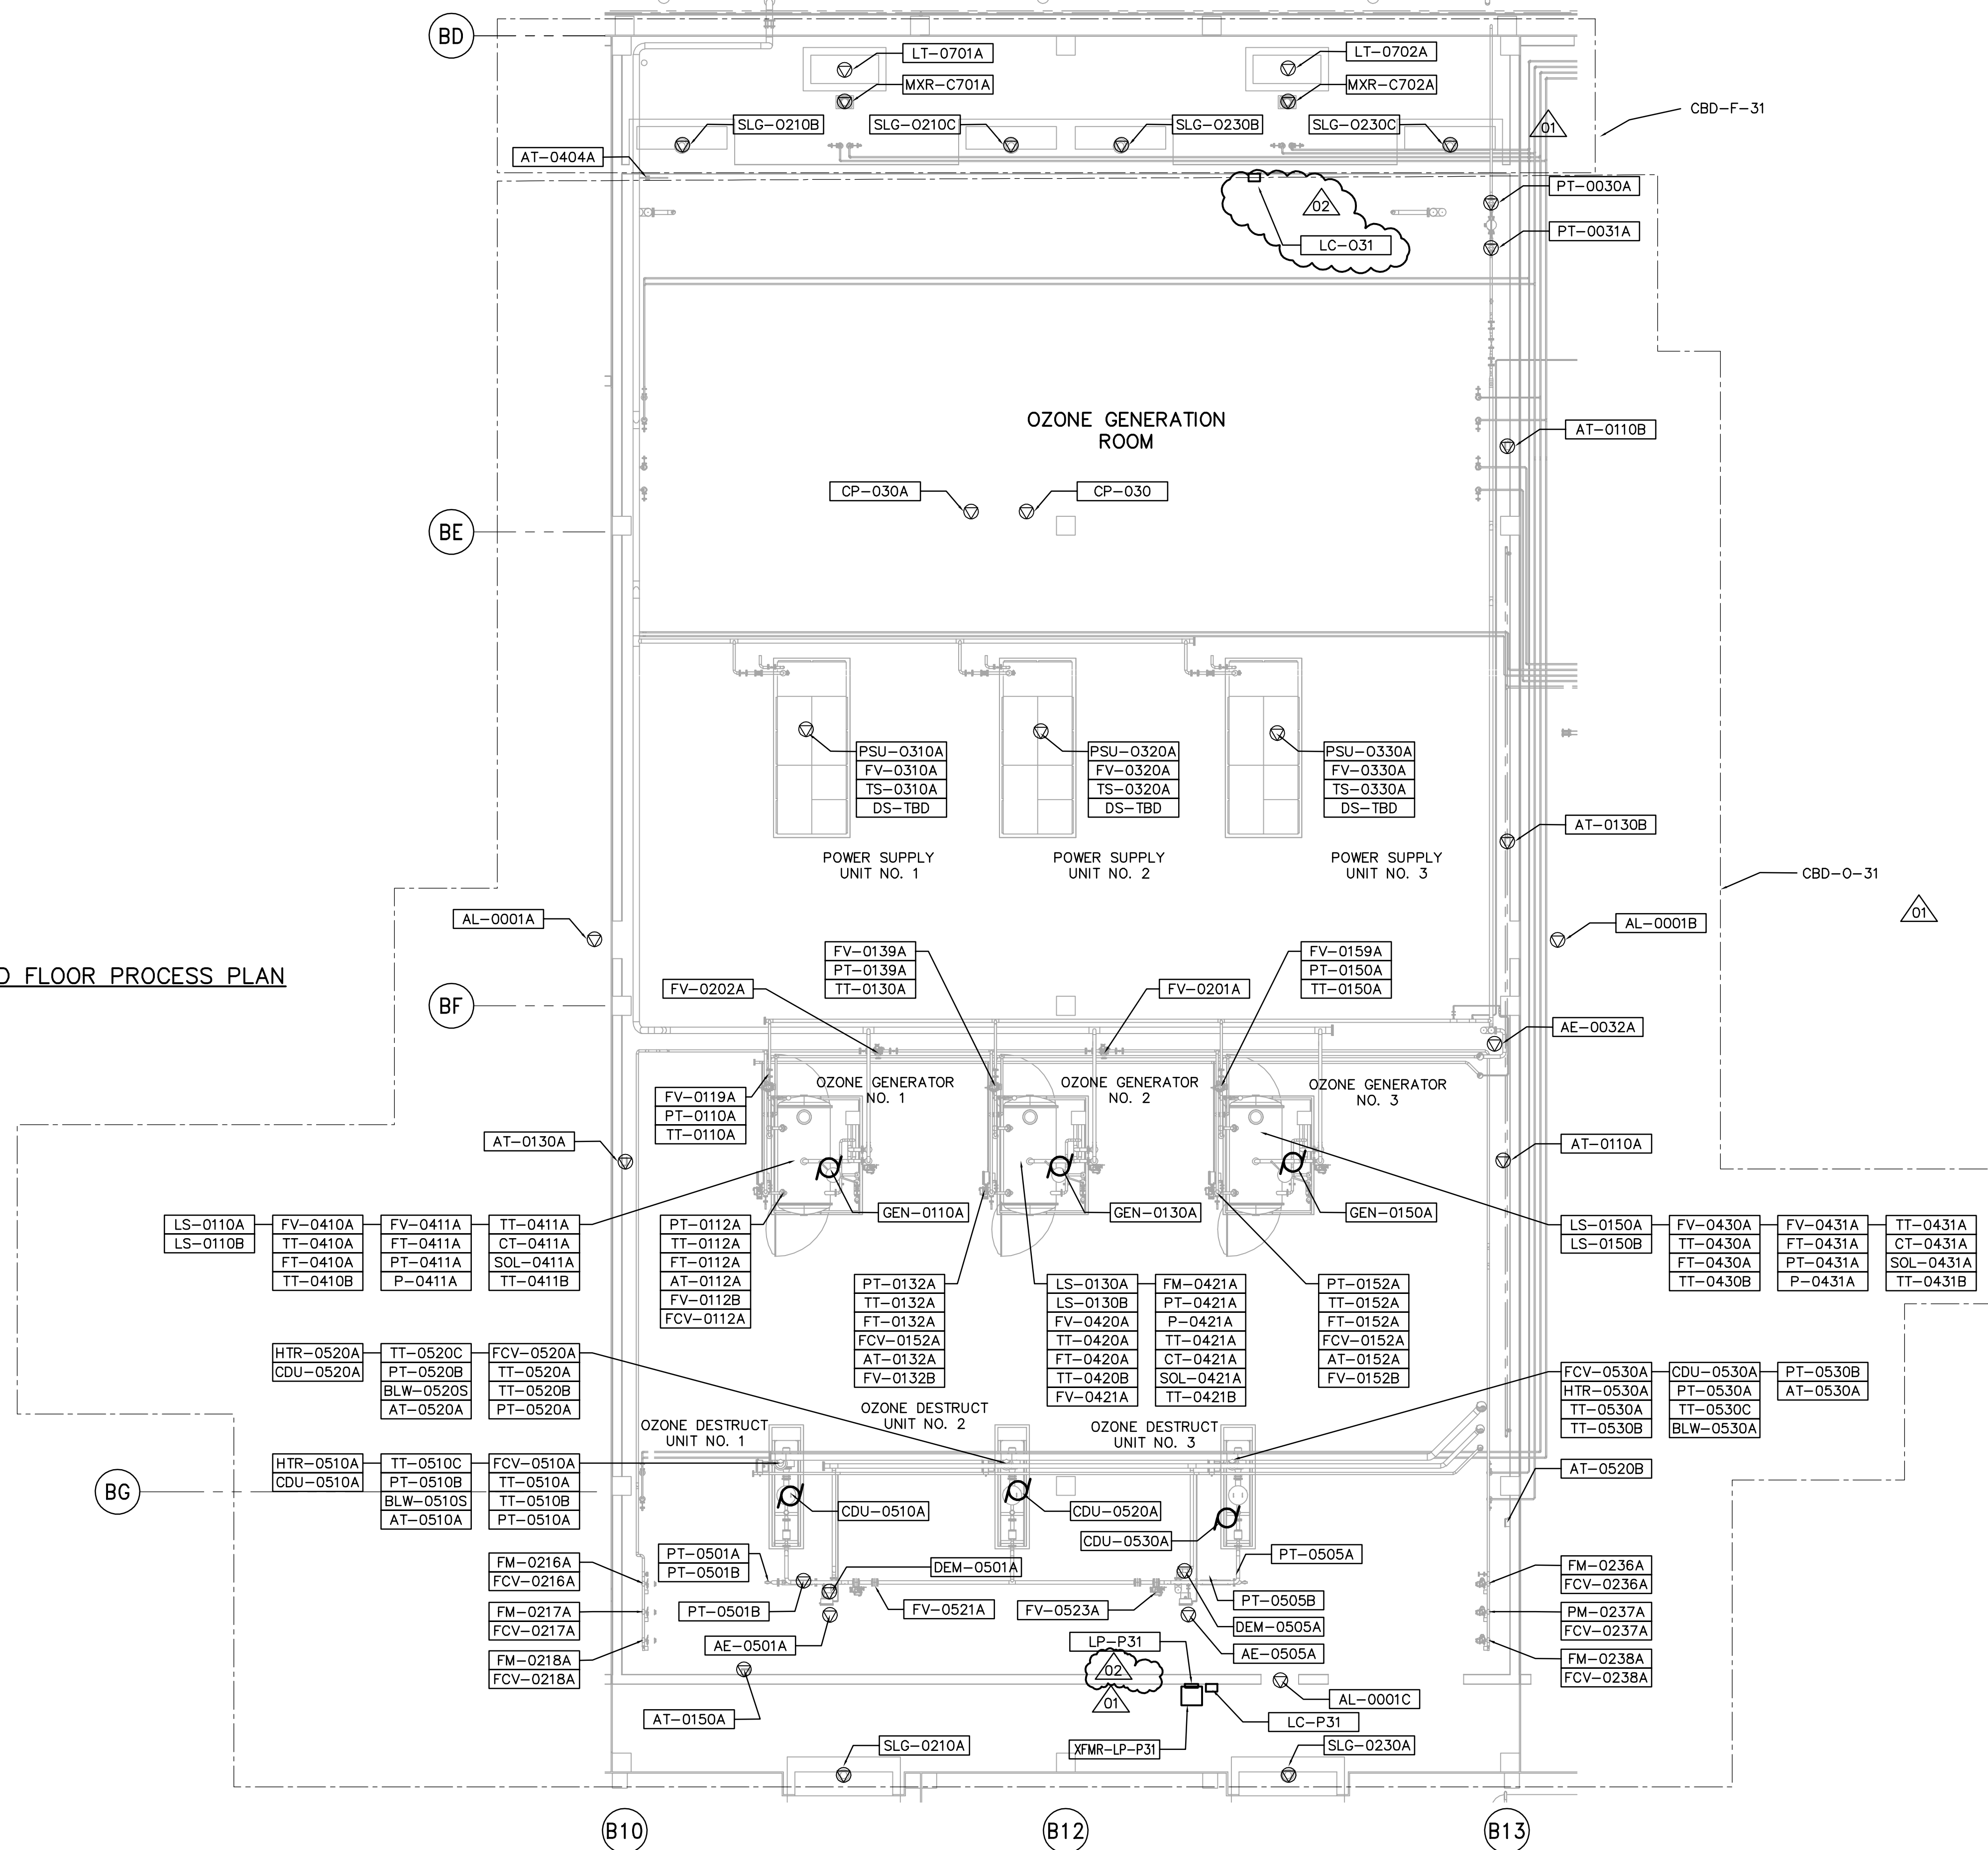 BD
LT-0701A
LT-0702A
MXR-C701A
MXR-C702A
CBD-F-31
SLG-0210B
SLG-0210C
SLG-0230B
SLG-0230C
01
AT-0404A
PT-0030A
02
PT-0031A
LC-031
OZONE GENERATION
ROOM
AT-0110B
CP-030A
CP-030
BE
PSU-0310A
FV-0310A
TS-0310A
DS-TBD
PSU-0320A
FV-0320A
TS-0320A
DS-TBD
PSU-0330A
FV-0330A
TS-0330A
DS-TBD
AT-0130B
POWER SUPPLY
UNIT NO. 1
POWER SUPPLY
UNIT NO. 2
POWER SUPPLY
UNIT NO. 3
CBD-O-31
01
AL-0001A
AL-0001B
FV-0139A
PT-0139A
TT-0130A
FV-0159A
PT-0150A
TT-0150A
FLOOR PROCESS PLAN
FV-0202A
FV-0201A
BF
AE-0032A
OZONE GENERATOR
NO. 1
OZONE GENERATOR
NO. 2
OZONE GENERATOR
NO. 3
FV-0119A
PT-0110A
TT-0110A
AT-0130A
AT-0110A
GEN-0110A
GEN-0130A
GEN-0150A
LS-0110A
LS-0110B
FV-0410A
TT-0410A
FT-0410A
TT-0410B
FV-0411A
FT-0411A
PT-0411A
P-0411A
TT-0411A
CT-0411A
SOL-0411A
TT-0411B
PT-0112A
TT-0112A
FT-0112A
AT-0112A
FV-0112B
FCV-0112A
LS-0150A
LS-0150B
FV-0430A
TT-0430A
FT-0430A
TT-0430B
FV-0431A
FT-0431A
PT-0431A
P-0431A
TT-0431A
CT-0431A
SOL-0431A
TT-0431B
PT-0132A
TT-0132A
FT-0132A
FCV-0152A
AT-0132A
FV-0132B
LS-0130A
LS-0130B
FV-0420A
TT-0420A
FT-0420A
TT-0420B
FV-0421A
FM-0421A
PT-0421A
P-0421A
TT-0421A
CT-0421A
SOL-0421A
TT-0421B
PT-0152A
TT-0152A
FT-0152A
FCV-0152A
AT-0152A
FV-0152B
HTR-0520A
CDU-0520A
TT-0520C
PT-0520B
BLW-0520S
AT-0520A
FCV-0520A
TT-0520A
TT-0520B
PT-0520A
FCV-0530A
HTR-0530A
TT-0530A
TT-0530B
CDU-0530A
PT-0530A
TT-0530C
BLW-0530A
PT-0530B
AT-0530A
OZONE DESTRUCT
UNIT NO. 1
OZONE DESTRUCT
UNIT NO. 2
OZONE DESTRUCT
UNIT NO. 3
HTR-0510A
CDU-0510A
TT-0510C
PT-0510B
BLW-0510S
AT-0510A
FCV-0510A
TT-0510A
TT-0510B
PT-0510A
AT-0520B
BG
CDU-0510A
CDU-0520A
CDU-0530A
PT-0501A
PT-0501B
DEM-0501A
PT-0505A
FM-0216A
FCV-0216A
FM-0236A
FCV-0236A
PT-0501B
FV-0521A
FV-0523A
PT-0505B
FM-0217A
FCV-0217A
DEM-0505A
PM-0237A
FCV-0237A
AE-0501A
LP-P31
AE-0505A
FM-0218A
FCV-0218A
FM-0238A
FCV-0238A
02
01
AL-0001C
AT-0150A
LC-P31
SLG-0210A
XFMR-LP-P31
SLG-0230A
B10
B12
B13